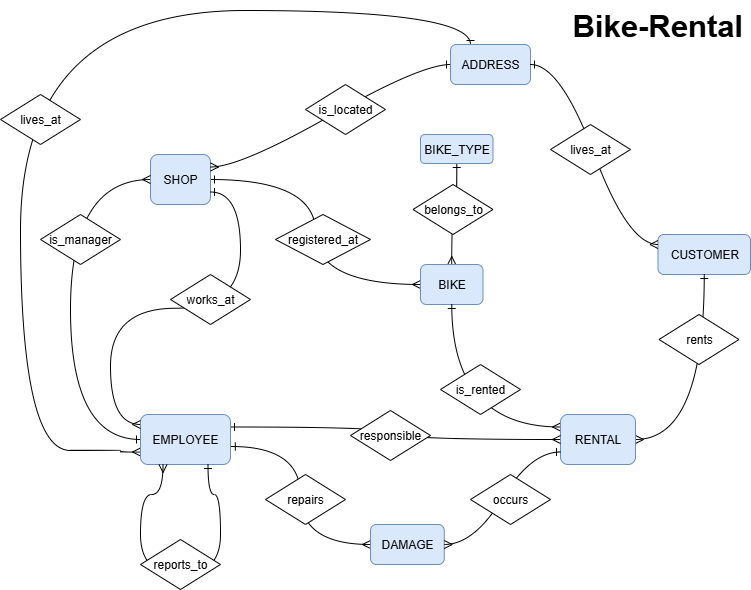 Bike-Rental
ADDRESS
lives_at
is_located
BIKE_TYPE
lives_at
SHOP
belongs_to
is_manager
registered_at
CUSTOMER
BIKE
works_at
rents
is_rented
EMPLOYEE
responsible
RENTAL
repairs
occurs
DAMAGE
reports_to